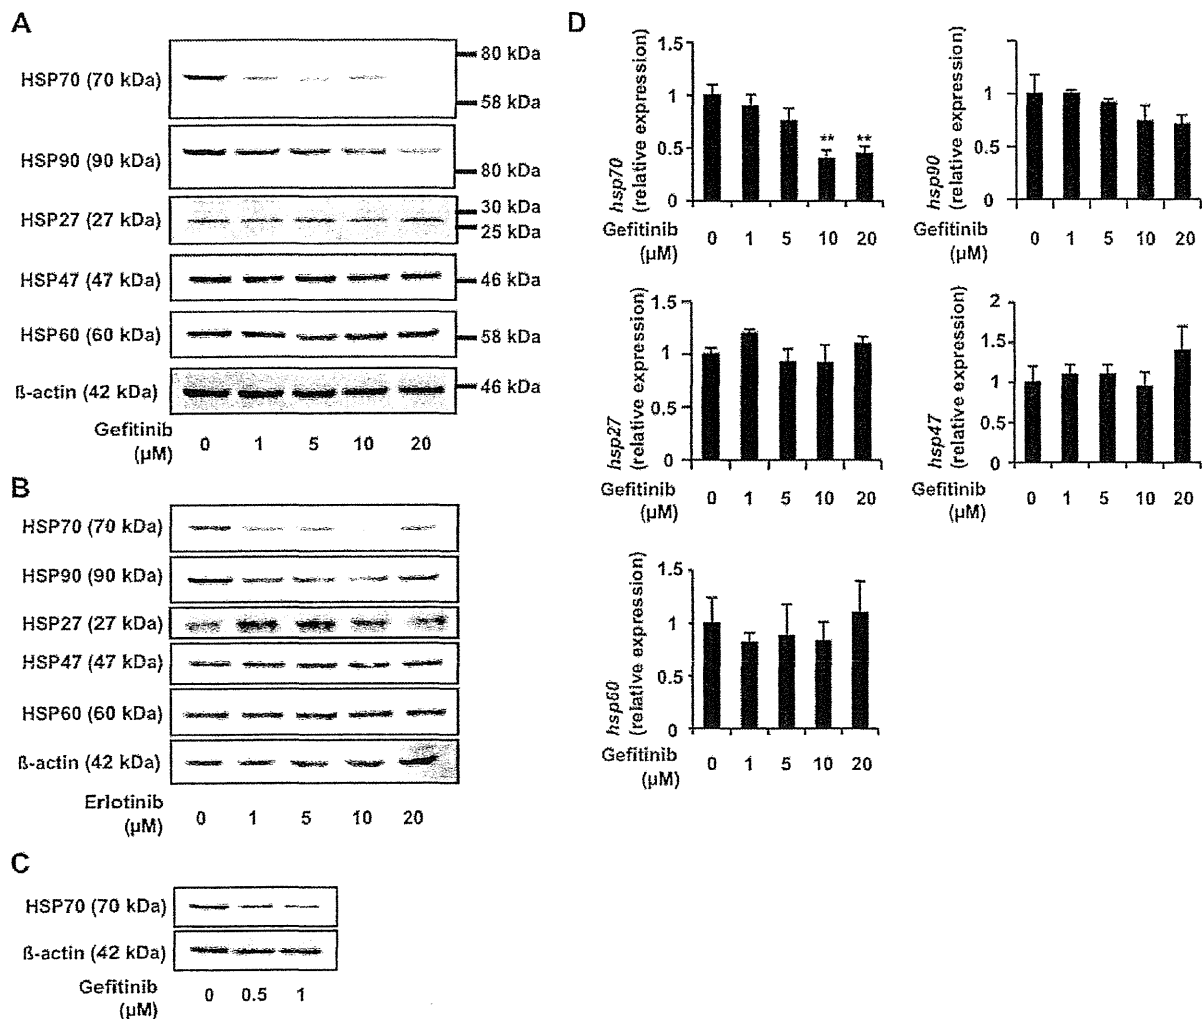 A
HSP70 (70 kDa)
80 kDa
58 kDa
HSP90 (90 kDa)
80 kDa
HSP27 (27 kDa)
30 kDa
25 kDa
HSP47 (47 kDa)
46 kDa
HSP60 (60 kDa)
58 kDa
ß-actin (42 kDa)
46 kDa
Gefitinib
(µM)
0 1 5 10 20
B
HSP70 (70 kDa)
HSP90 (90 kDa)
HSP27 (27 kDa)
HSP47 (47 kDa)
HSP60 (60 kDa)
ß-actin (42 kDa)
Erlotinib
(µM)
0 1 5 10 20
C
HSP70 (70 kDa)
ß-actin (42 kDa)
Gefitinib
(µM)
0 0.5 1
D
hsp70
(relative expression)
1.5
1
0.5
0
** **
Gefitinib
(µM)
0 1 5 10 20
hsp90
(relative expression)
1
0.5
0
Gefitinib
(µM)
0 1 5 10 20
hsp27
(relative expression)
1.5
1
0.5
0
Gefitinib
(µM)
0 1 5 10 20
hsp47
(relative expression)
2
1.5
1
0.5
0
Gefitinib
(µM)
0 1 5 10 20
hsp60
(relative expression)
1.5
1
0.5
0
Gefitinib
(µM)
0 1 5 10 20